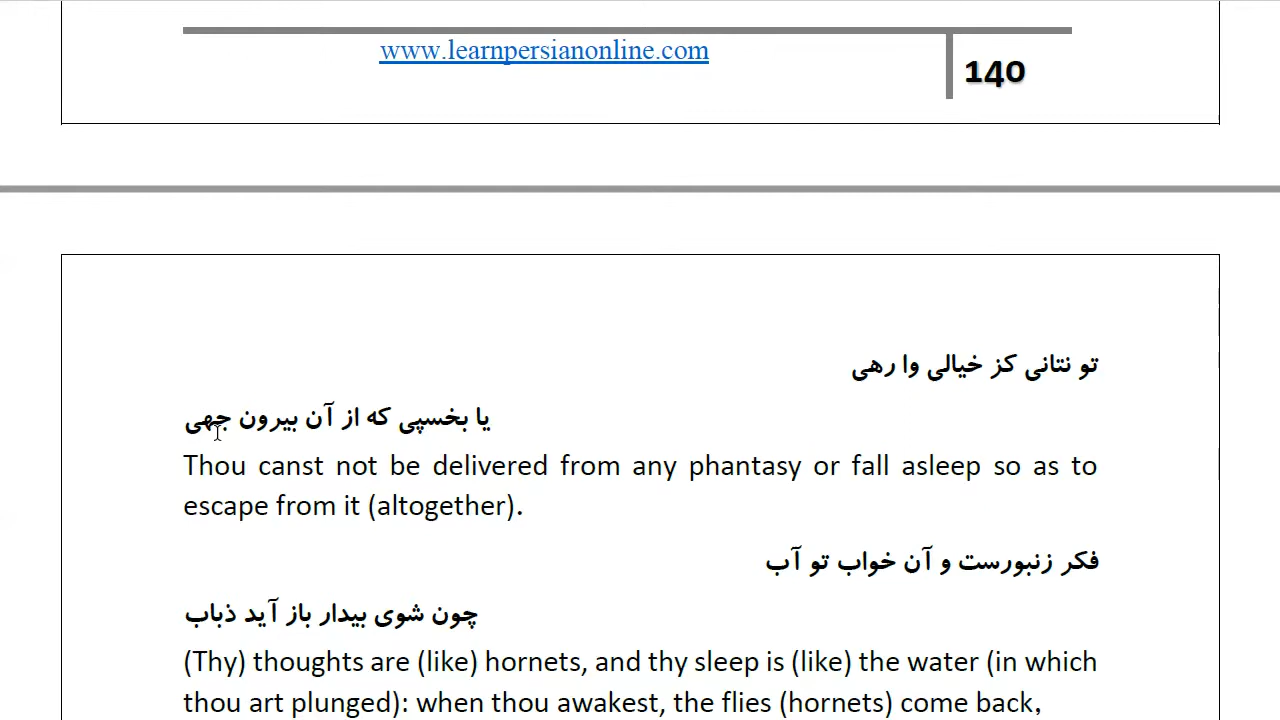 www.learnpersianonline.com
140
تو نتانی کز خیالی وا رهی
یا بخسپی که از آن بیرون جهی
Thou canst not be delivered from any phantasy or fall asleep so as to
escape from it (altogether).
فکر زنبورست و آن خواب تو آب
چون شوی بیدار باز آید ذباب
(Thy) thoughts are (like) hornets, and thy sleep is (like) the water (in which
thou art plunged): when thou awakest, the flies (hornets) come back,